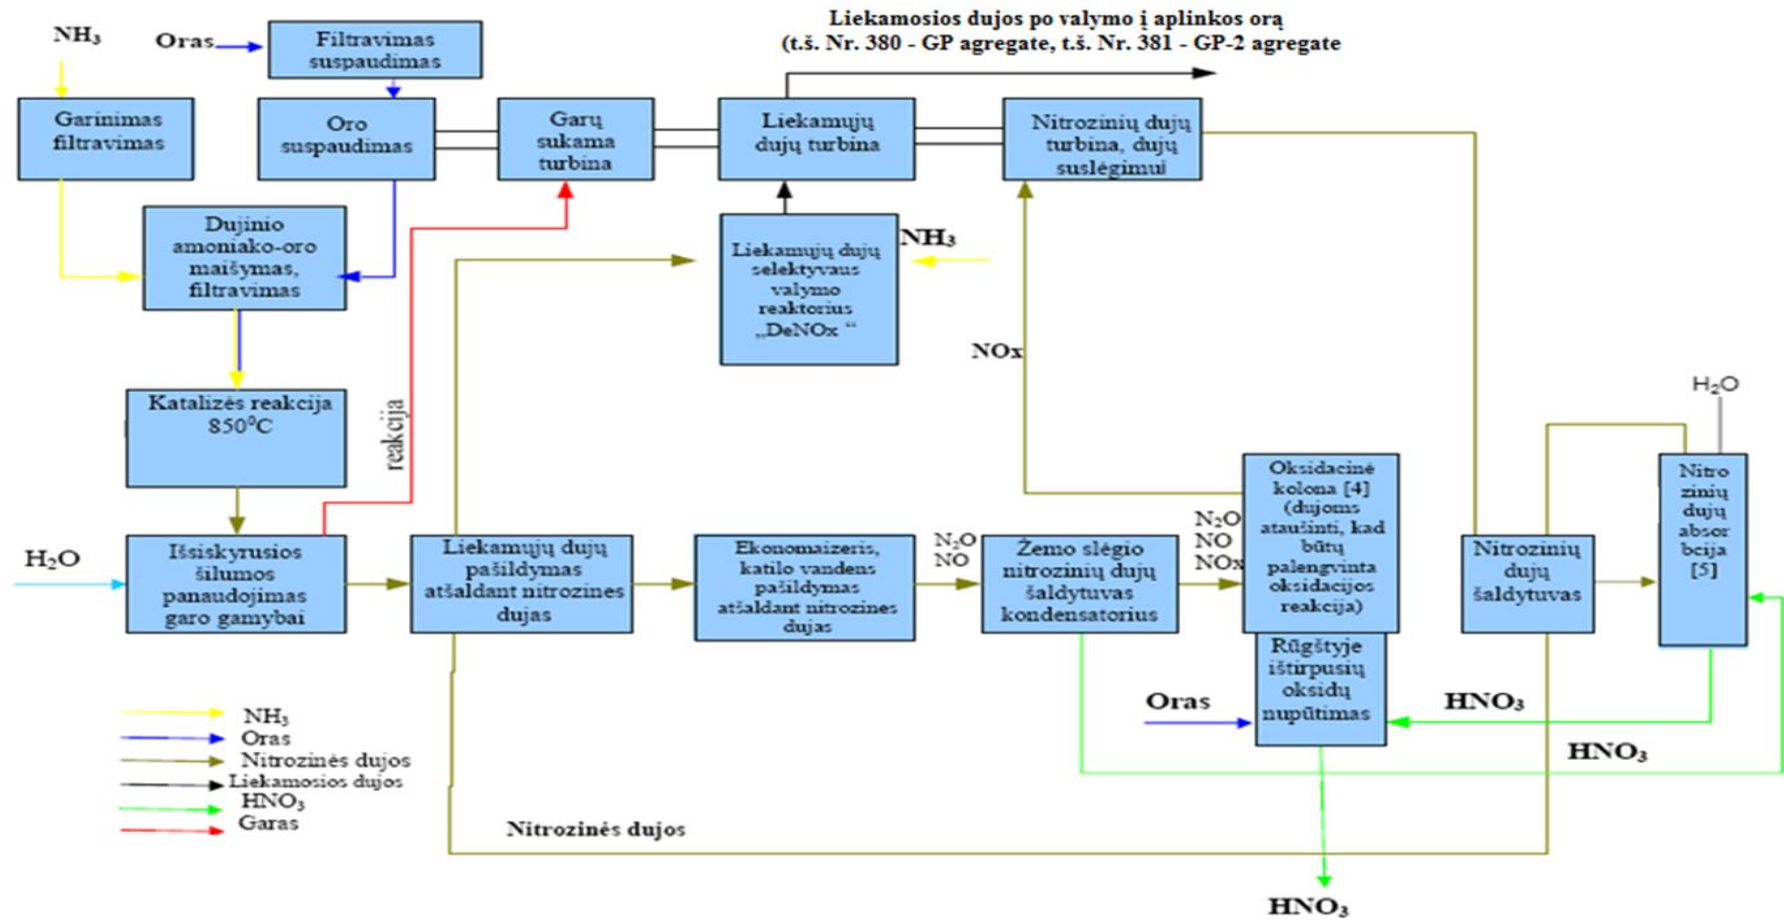 Liekamosios dujos po valymo į aplinkos orą
(t.š. Nr. 380 - GP agregate, t.š. Nr. 381 - GP-2 agregate
NH₃
Oras
Filtravimas
suspaudimas
Garinimas
filtravimas
Oro
suspaudimas
Garų
sukama
turbina
Liekamųjų
dujų turbina
Nitrozinių dujų
turbina, dujų
suslėgimui
Dujinio
amoniako-oro
maišymas,
filtravimas
Liekamųjų dujų
selektyvaus
valymo
reaktorius
„DeNOx “
NH₃
NOx
Katalizės reakcija
850⁰C
reakcija
H₂O
Išsiskyrusios
šilumos
panaudojimas
garo gamybai
Liekamųjų dujų
pašildymas
atšaldant nitrozines
dujas
Ekonomaizeris,
katilo vandens
pašildymas
atšaldant nitrozines
dujas
N₂O
NO
Žemo slėgio
nitrozinių dujų
šaldytuvas
kondensatorius
N₂O
NO
NOx
Oksidacinė
kolona [4]
(dujoms
ataušinti, kad
būtų
palengvinta
oksidacijos
reakcija)
Nitrozinių
dujų
šaldytuvas
H₂O
Nitro
zinių
dujų
absor
bcija
[5]
Rūgštyje
ištirpusių
oksidų
nupūtimas
Oras
HNO₃
HNO₃
NH₃
Oras
Nitrozinės dujos
Liekamosios dujos
HNO₃
Garas
Nitrozinės dujos
HNO₃